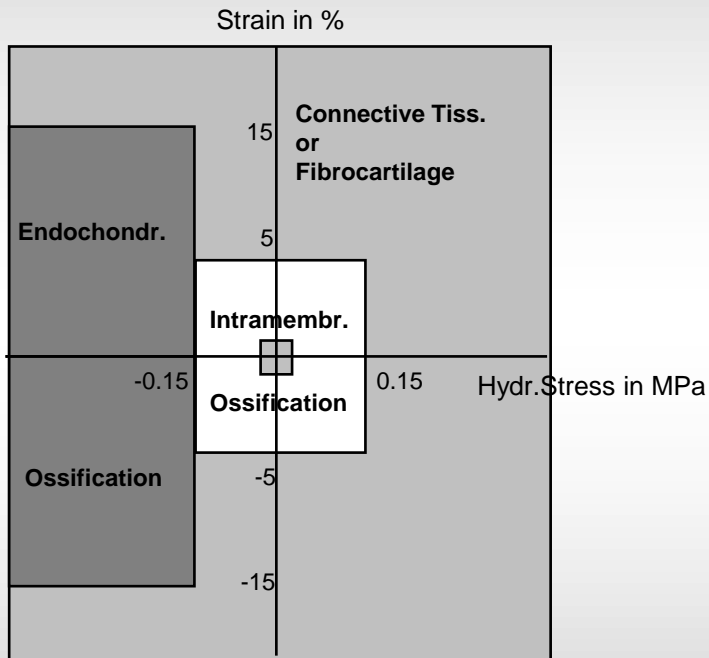 Strain in %
Connective Tiss.
or
Fibrocartilage
15
Endochondr.
5
Intramembr.
-0.15
0.15
Hydr.Stress in MPa
Ossification
Ossification
-5
-15